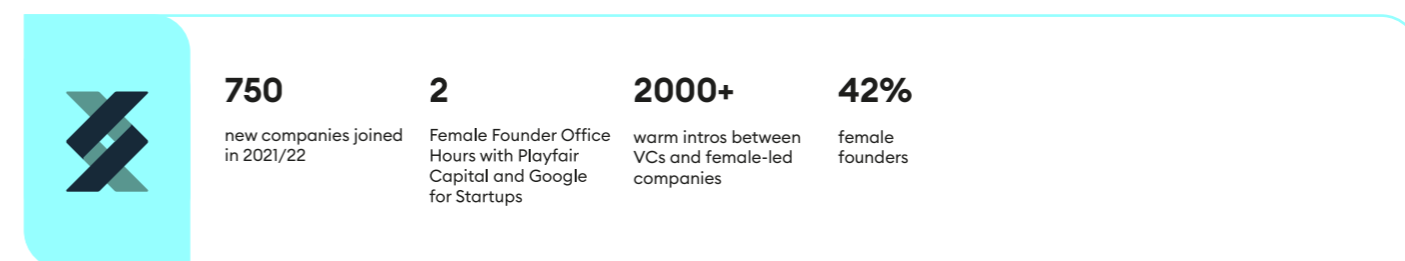 750
new companies joined
in 2021/22
2
Female Founder Office
Hours with Playfair
Capital and Google
for Startups
2000+
warm intros between
VCs and female-led
companies
42%
female
founders